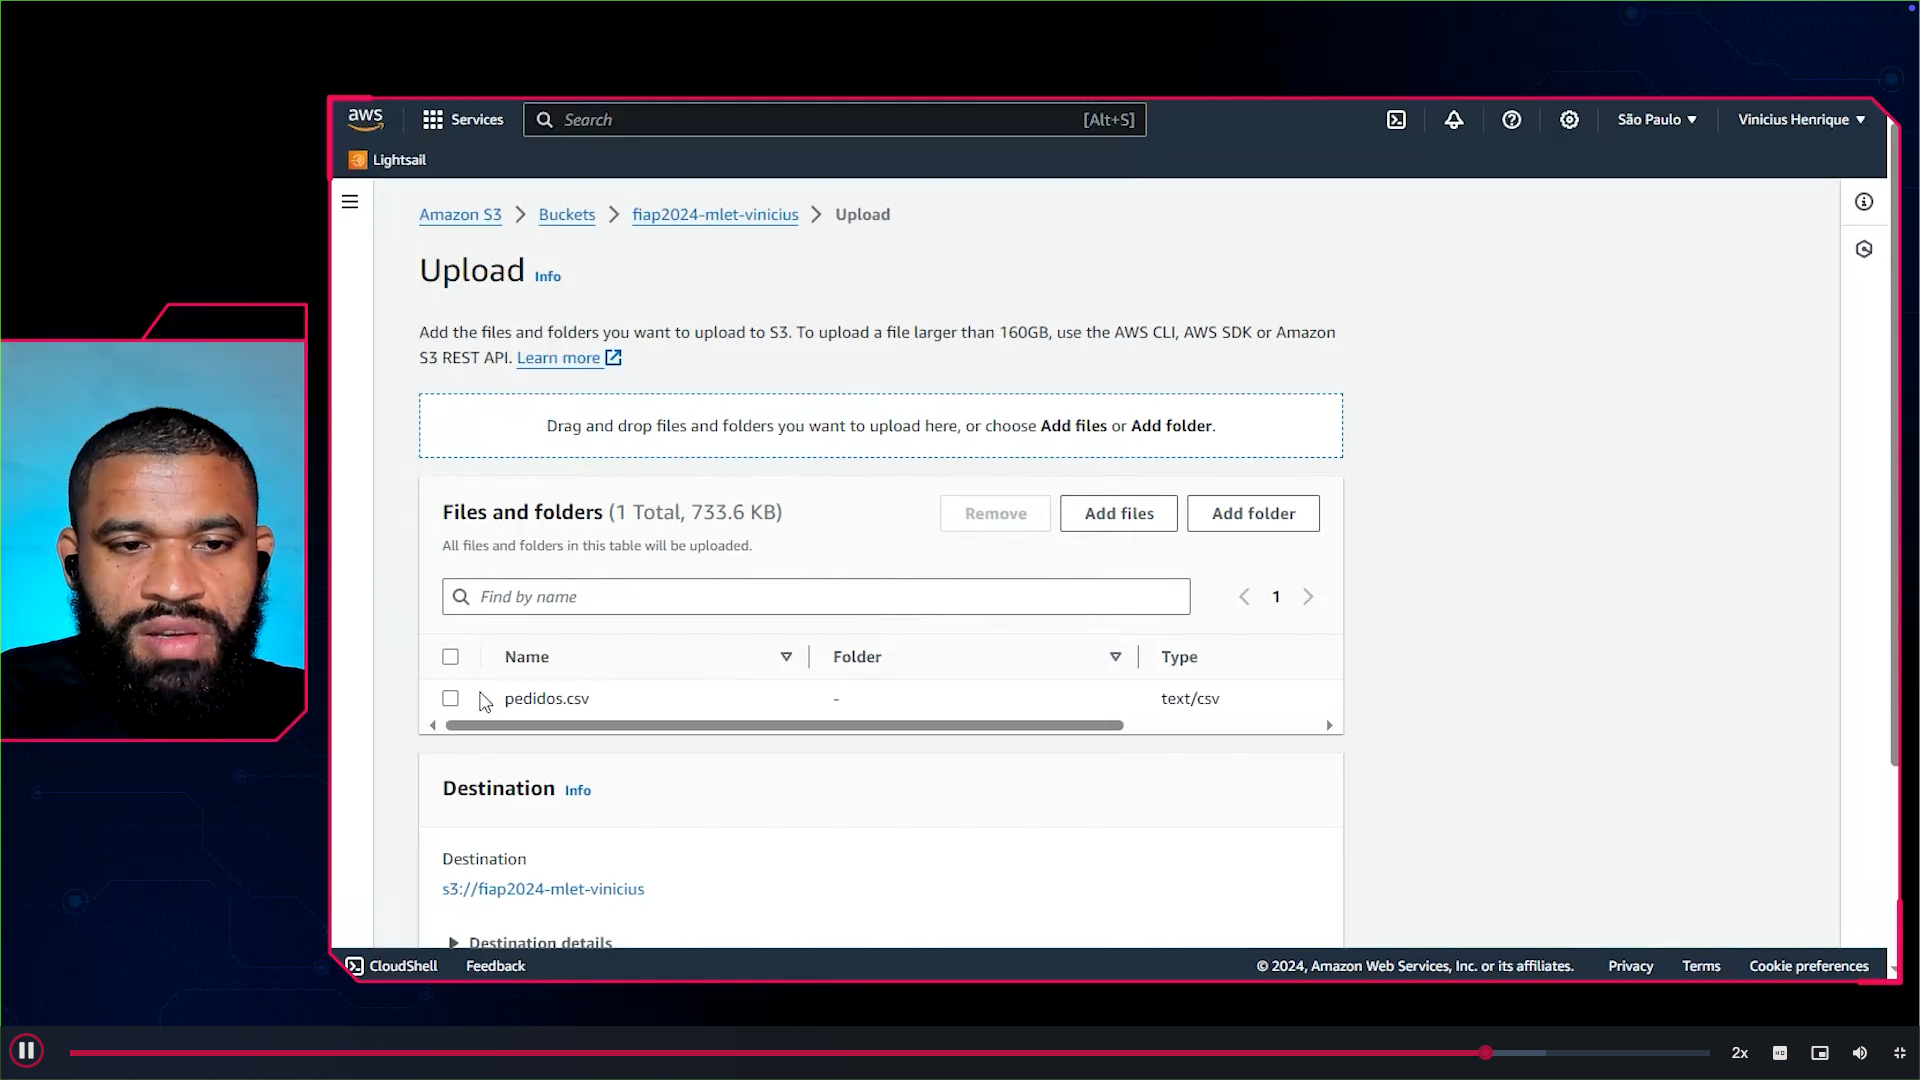 aws
Services
Search
[Alt+S]
São Paulo
Vinicius Henrique
Lightsail
Amazon S3
Buckets
fiap2024-mlet-vinicius
Upload
Upload
Info
Add the files and folders you want to upload to S3. To upload a file larger than 160GB, use the AWS CLI, AWS SDK or Amazon
S3 REST API. Learn more
Drag and drop files and folders you want to upload here, or choose Add files or Add folder.
Files and folders (1 Total, 733.6 KB)
Remove
Add files
Add folder
All files and folders in this table will be uploaded.
Find by name
1
Name
Folder
Type
pedidos.csv
-
text/csv
Destination
Info
Destination
s3://fiap2024-mlet-vinicius
Destination details
CloudShell
Feedback
© 2024, Amazon Web Services, Inc. or its affiliates.
Privacy
Terms
Cookie preferences
2x
HD